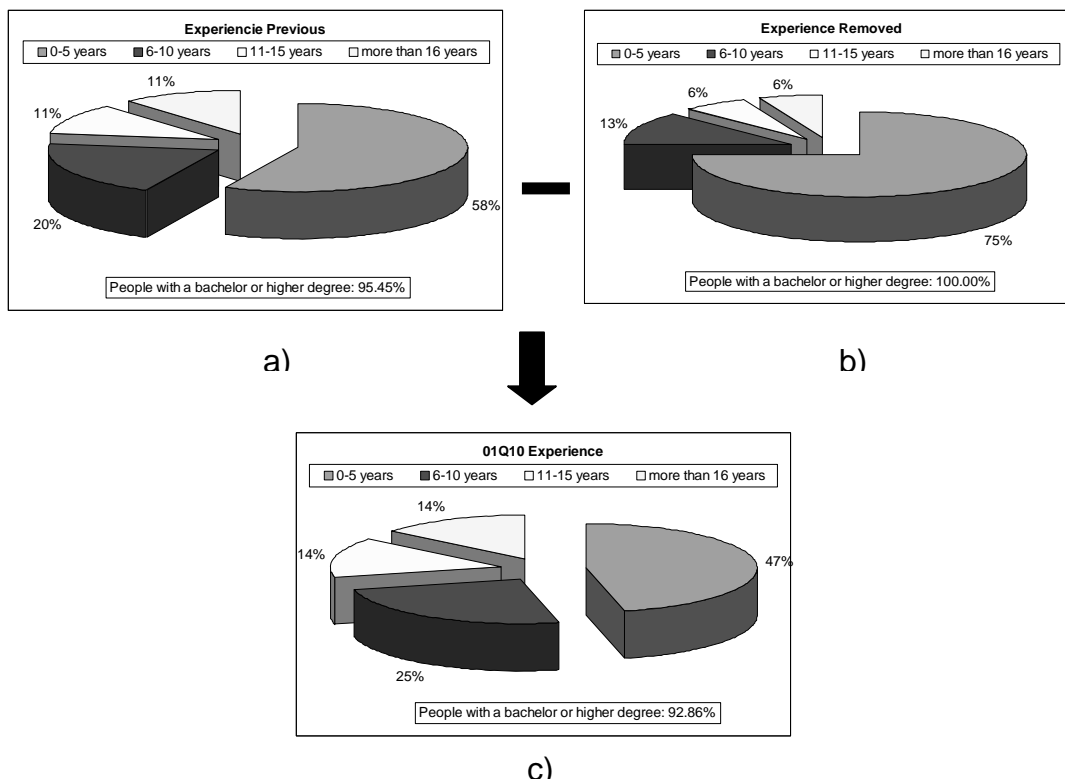 Experiencie Previous
0-5 years 6-10 years 11-15 years more than 16 years
11%
11%
58%
20%
People with a bachelor or higher degree: 95.45%
a)
Experience Removed
0-5 years 6-10 years 11-15 years more than 16 years
6%
6%
13%
75%
People with a bachelor or higher degree: 100.00%
b)
01Q10 Experience
0-5 years 6-10 years 11-15 years more than 16 years
14%
14%
47%
25%
People with a bachelor or higher degree: 92.86%
c)